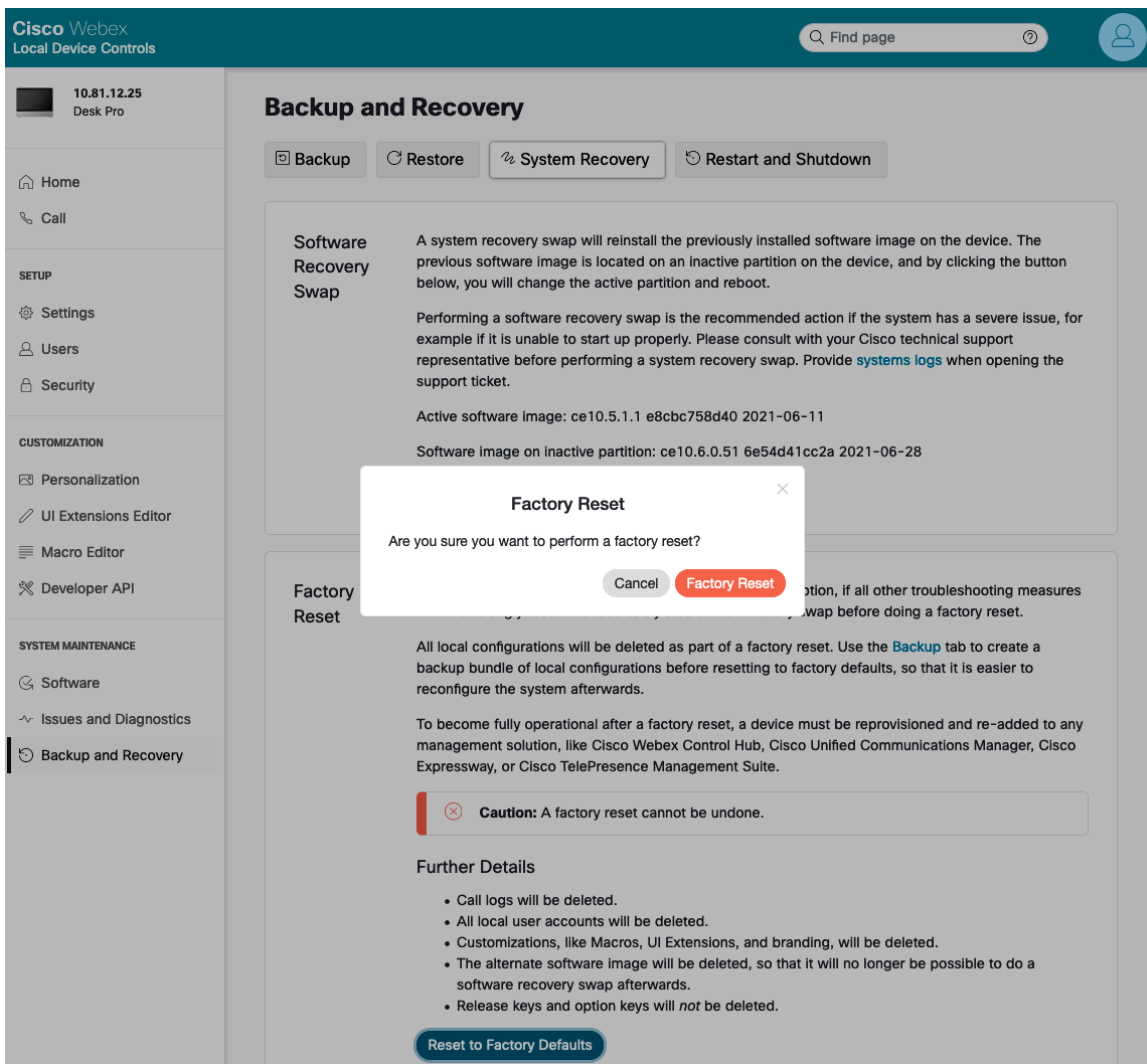 Cisco Webex
Local Device Controls
Find page
10.81.12.25
Desk Pro
Home
Call
SETUP
Settings
Users
Security
CUSTOMIZATION
Personalization
UI Extensions Editor
Macro Editor
Developer API
SYSTEM MAINTENANCE
Software
Issues and Diagnostics
Backup and Recovery
Backup and Recovery
Backup
Restore
System Recovery
Restart and Shutdown
Software
Recovery
Swap
A system recovery swap will reinstall the previously installed software image on the device. The
previous software image is located on an inactive partition on the device, and by clicking the button
below, you will change the active partition and reboot.
Performing a software recovery swap is the recommended action if the system has a severe issue, for
example if it is unable to start up properly. Please consult with your Cisco technical support
representative before performing a system recovery swap. Provide systems logs when opening the
support ticket.
Active software image: ce10.5.1.1 e8cbc758d40 2021-06-11
Software image on inactive partition: ce10.6.0.51 6e54d41cc2a 2021-06-28
Factory Reset
Are you sure you want to perform a factory reset?
Cancel
Factory Reset
Factory
Reset
if all other troubleshooting measures
before doing a factory reset.
All local configurations will be deleted as part of a factory reset. Use the Backup tab to create a
backup bundle of local configurations before resetting to factory defaults, so that it is easier to
reconfigure the system afterwards.
To become fully operational after a factory reset, a device must be reprovisioned and re-added to any
management solution, like Cisco Webex Control Hub, Cisco Unified Communications Manager, Cisco
Expressway, or Cisco TelePresence Management Suite.
Caution: A factory reset cannot be undone.
Further Details
• Call logs will be deleted.
• All local user accounts will be deleted.
• Customizations, like Macros, UI Extensions, and branding, will be deleted.
• The alternate software image will be deleted, so that it will no longer be possible to do a
software recovery swap afterwards.
• Release keys and option keys will not be deleted.
Reset to Factory Defaults